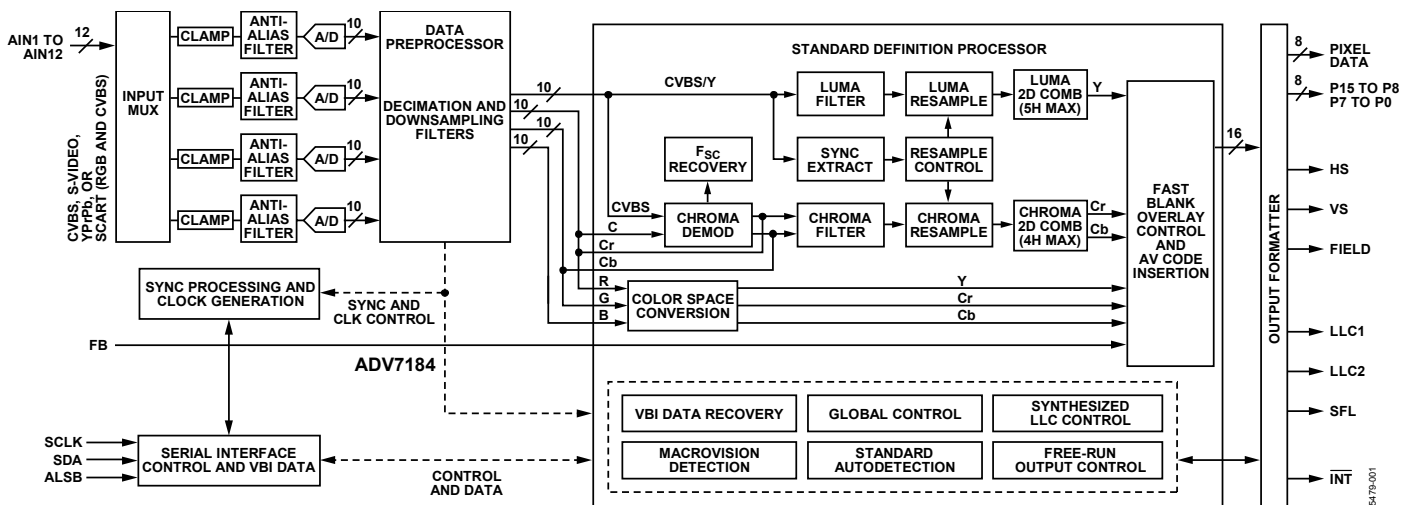 AIN1 TO
AIN12
12
INPUT
MUX
CVBS, S-VIDEO,
YPrPb, OR
SCART (RGB AND CVBS)
CLAMP
ANTI-
ALIAS
FILTER
A/D
10
CLAMP
ANTI-
ALIAS
FILTER
A/D
10
CLAMP
ANTI-
ALIAS
FILTER
A/D
10
CLAMP
ANTI-
ALIAS
FILTER
A/D
10
DATA
PREPROCESSOR
DECIMATION AND
DOWNSAMPLING
FILTERS
10
10
10
10
STANDARD DEFINITION PROCESSOR
CVBS/Y
LUMA
FILTER
LUMA
RESAMPLE
LUMA
2D COMB
(5H MAX)
Y
FSC
RECOVERY
SYNC
EXTRACT
RESAMPLE
CONTROL
CVBS
C
Cr
Cb
CHROMA
DEMOD
CHROMA
FILTER
CHROMA
RESAMPLE
CHROMA
2D COMB
(4H MAX)
Cr
Cb
R
G
B
COLOR SPACE
CONVERSION
Y
Cr
Cb
FAST
BLANK
OVERLAY
CONTROL
AND
AV CODE
INSERTION
16
OUTPUT FORMATTER
8
PIXEL
DATA
8
P15 TO P8
P7 TO P0
HS
VS
FIELD
LLC1
LLC2
SFL
INT
SYNC PROCESSING AND
CLOCK GENERATION
SYNC AND
CLK CONTROL
FB
ADV7184
SCLK
SDA
ALSB
SERIAL INTERFACE
CONTROL AND VBI DATA
CONTROL
AND DATA
VBI DATA RECOVERY
GLOBAL CONTROL
SYNTHESIZED
LLC CONTROL
MACROVISION
DETECTION
STANDARD
AUTODETECTION
FREE-RUN
OUTPUT CONTROL
5479-001